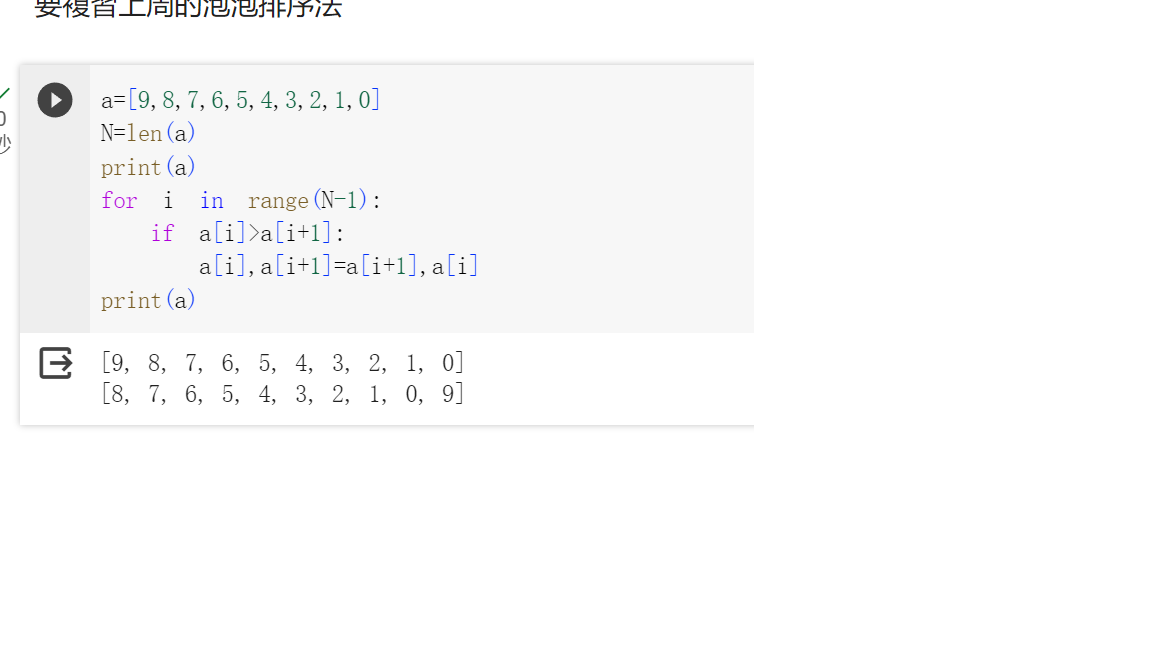 要複習上周的泡泡排序法
0
秒
a=[9,8,7,6,5,4,3,2,1,0]
N=len(a)
print(a)
for i in range(N-1):
    if a[i]>a[i+1]:
        a[i],a[i+1]=a[i+1],a[i]
print(a)
[9, 8, 7, 6, 5, 4, 3, 2, 1, 0]
[8, 7, 6, 5, 4, 3, 2, 1, 0, 9]